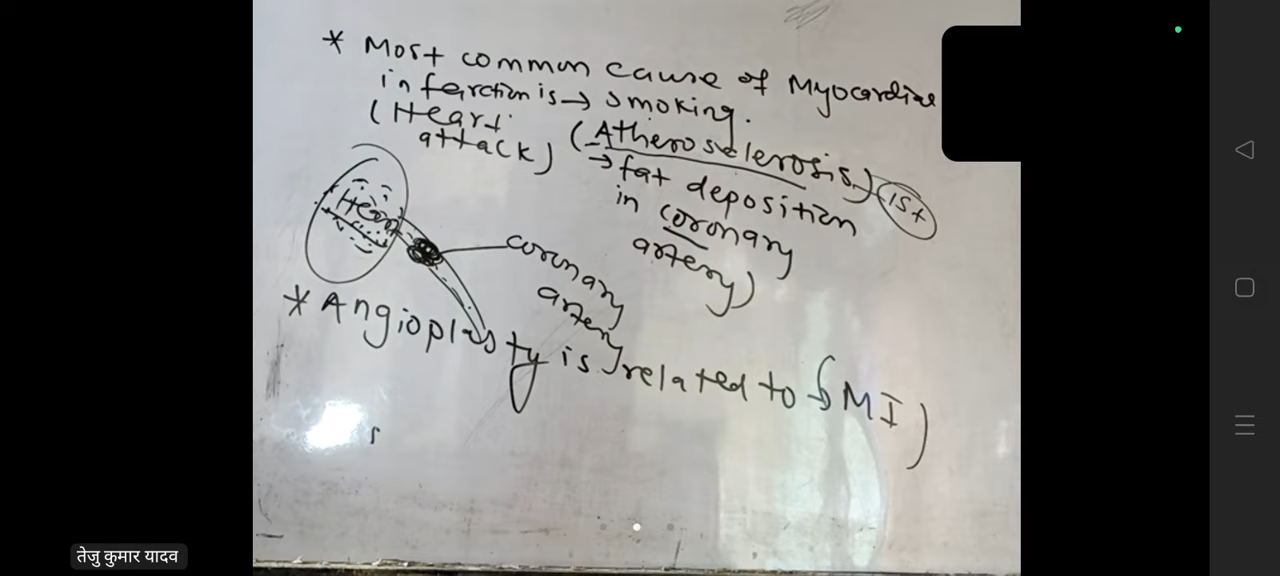 * Most common cause of Myocardial
infarction is → smoking.
(Heart attack)
(Atherosclerosis) 1st
→ fat deposition
in coronary
artery)
Heart
coronary
artery
* Angioplasty is related to → MI)
तेजु कुमार यादव